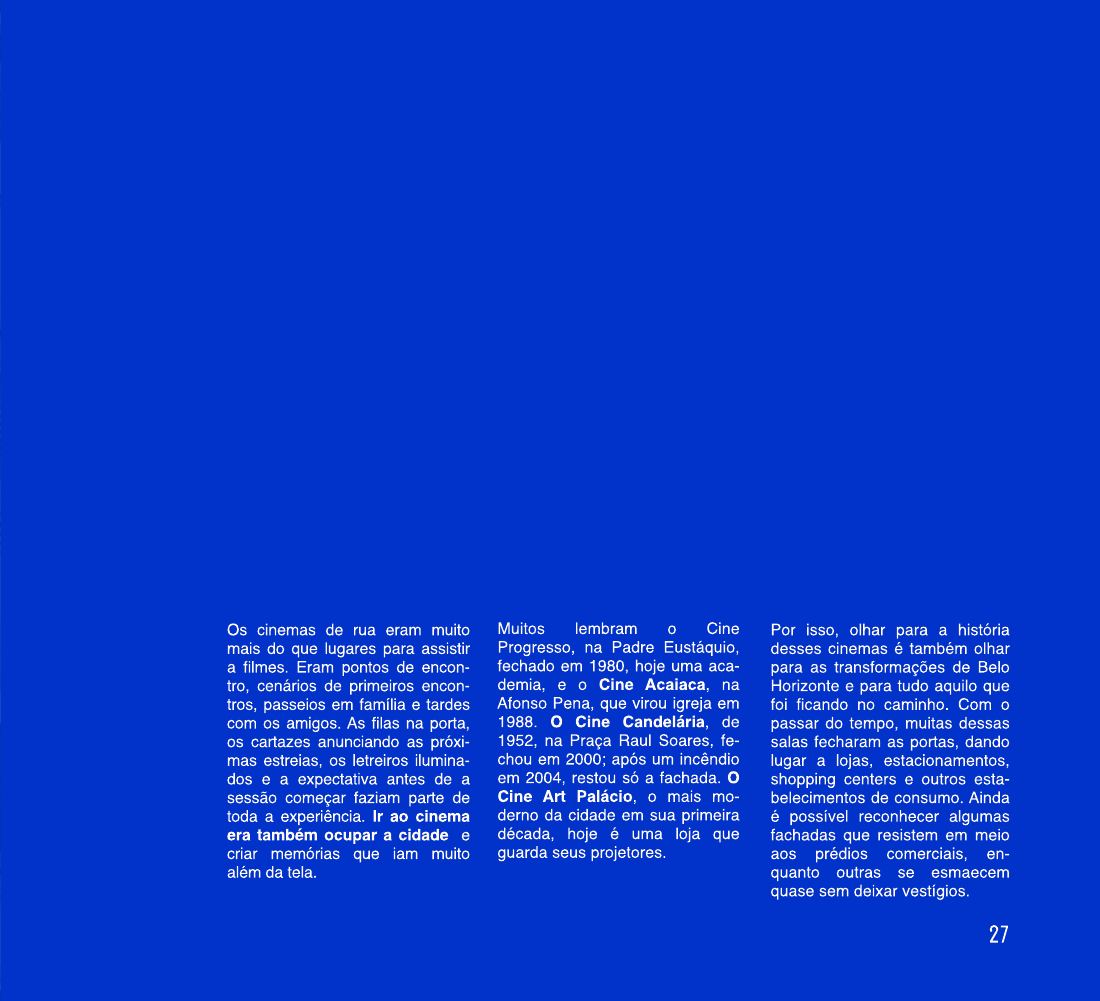 Os cinemas de rua eram muito
mais do que lugares para assistir
a filmes. Eram pontos de encon-
tro, cenários de primeiros encon-
tros, passeios em família e tardes
com os amigos. As filas na porta,
os cartazes anunciando as próxi-
mas estreias, os letreiros ilumina-
dos e a expectativa antes de a
sessão começar faziam parte de
toda a experiência. Ir ao cinema
era também ocupar a cidade e
criar memórias que iam muito
além da tela.
Muitos lembram o Cine
Progresso, na Padre Eustáquio,
fechado em 1980, hoje uma aca-
demia, e o Cine Acaiaca, na
Afonso Pena, que virou igreja em
1988. O Cine Candelária, de
1952, na Praça Raul Soares, fe-
chou em 2000; após um incêndio
em 2004, restou só a fachada. O
Cine Art Palácio, o mais mo-
derno da cidade em sua primeira
década, hoje é uma loja que
guarda seus projetores.
Por isso, olhar para a história
desses cinemas é também olhar
para as transformações de Belo
Horizonte e para tudo aquilo que
foi ficando no caminho. Com o
passar do tempo, muitas dessas
salas fecharam as portas, dando
lugar a lojas, estacionamentos,
shopping centers e outros esta-
belecimentos de consumo. Ainda
é possível reconhecer algumas
fachadas que resistem em meio
aos prédios comerciais, en-
quanto outras se esmaecem
quase sem deixar vestígios.
27